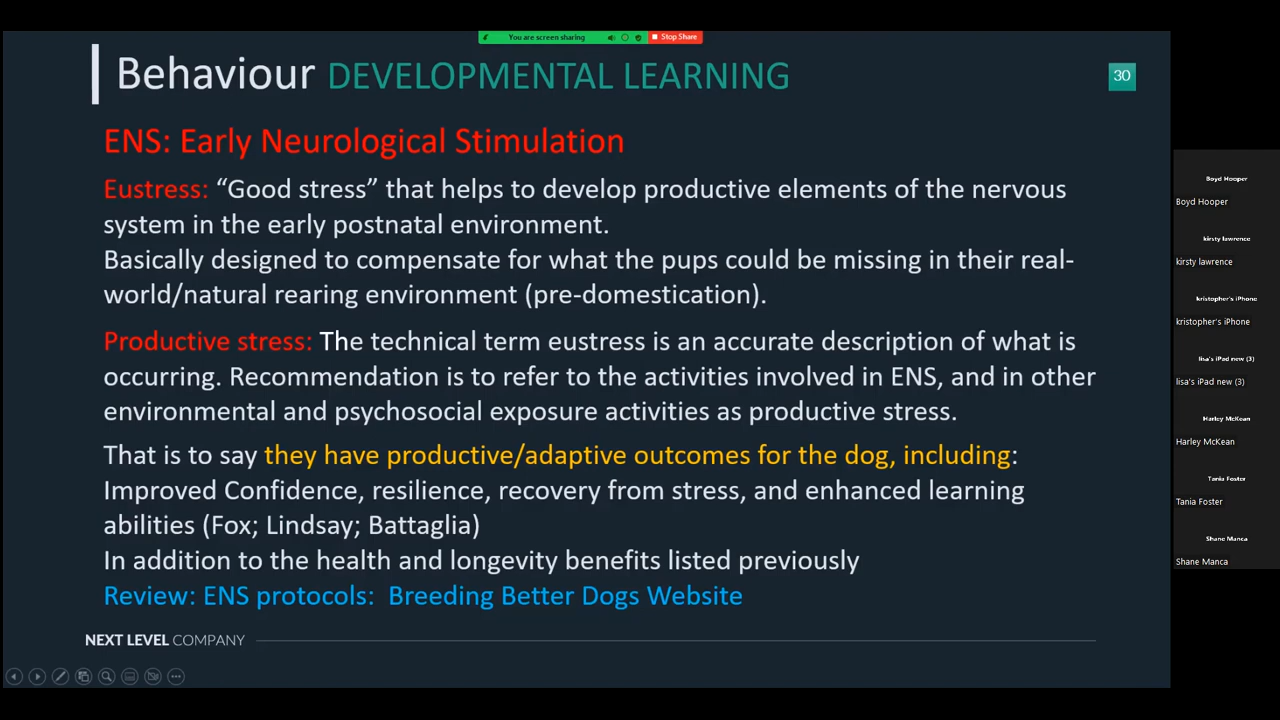 You are screen sharing
Stop Share
Behaviour DEVELOPMENTAL LEARNING
30
ENS: Early Neurological Stimulation
Eustress: “Good stress” that helps to develop productive elements of the nervous
system in the early postnatal environment.
Basically designed to compensate for what the pups could be missing in their real-
world/natural rearing environment (pre-domestication).
Productive stress: The technical term eustress is an accurate description of what is
occurring. Recommendation is to refer to the activities involved in ENS, and in other
environmental and psychosocial exposure activities as productive stress.
That is to say they have productive/adaptive outcomes for the dog, including:
Improved Confidence, resilience, recovery from stress, and enhanced learning
abilities (Fox; Lindsay; Battaglia)
In addition to the health and longevity benefits listed previously
Review: ENS protocols: Breeding Better Dogs Website
NEXT LEVEL COMPANY
Boyd Hooper
Boyd Hooper
kirsty lawrence
kirsty lawrence
kristopher's iPhone
kristopher's iPhone
lisa's iPad new (3)
lisa's iPad new (3)
Harley McKean
Harley McKean
Tania Foster
Tania Foster
Shane Manca
Shane Manca